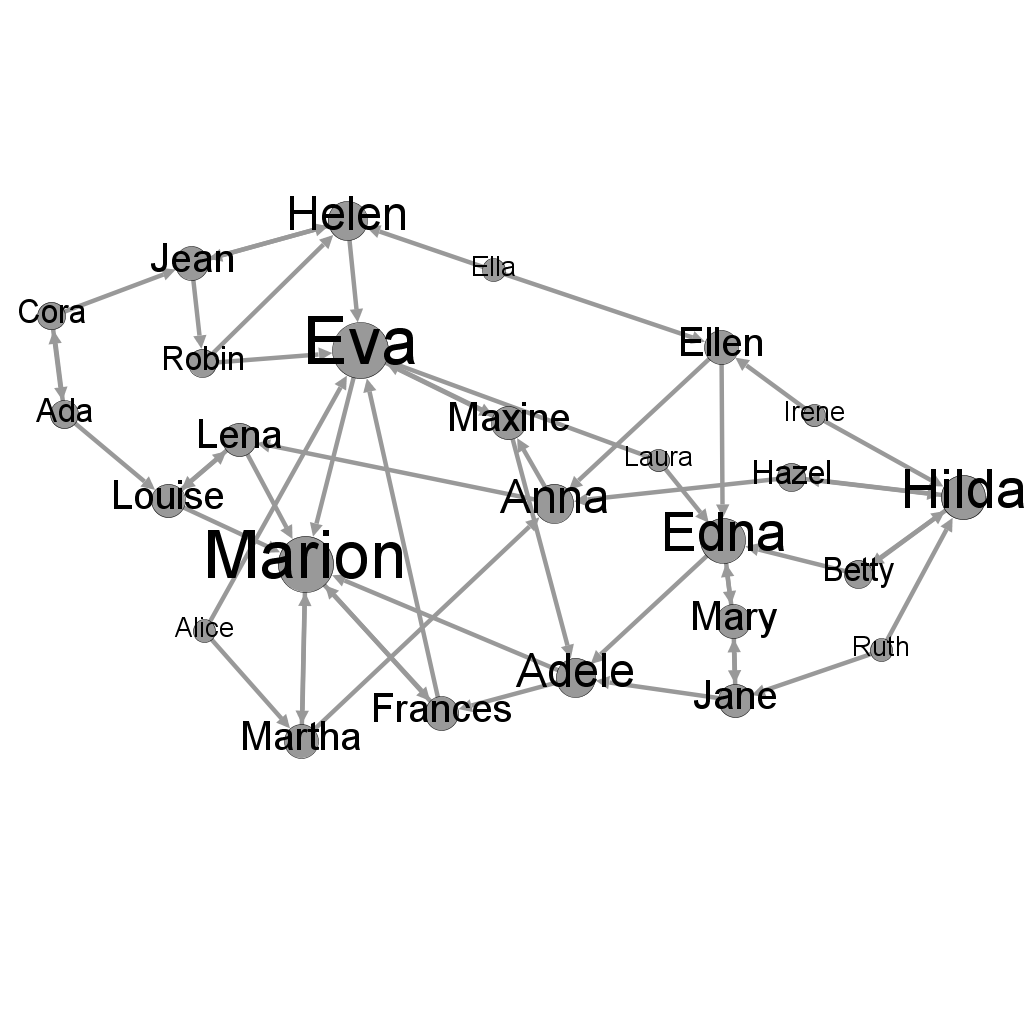 Helen
Jean
Ella
Cora
Eva
Robin
Ellen
Ada
Maxine
Irene
Lena
Laura
Hazel
Louise
Anna
Hilda
Edna
Marion
Betty
Alice
Mary
Ruth
Adele
Jane
Frances
Martha